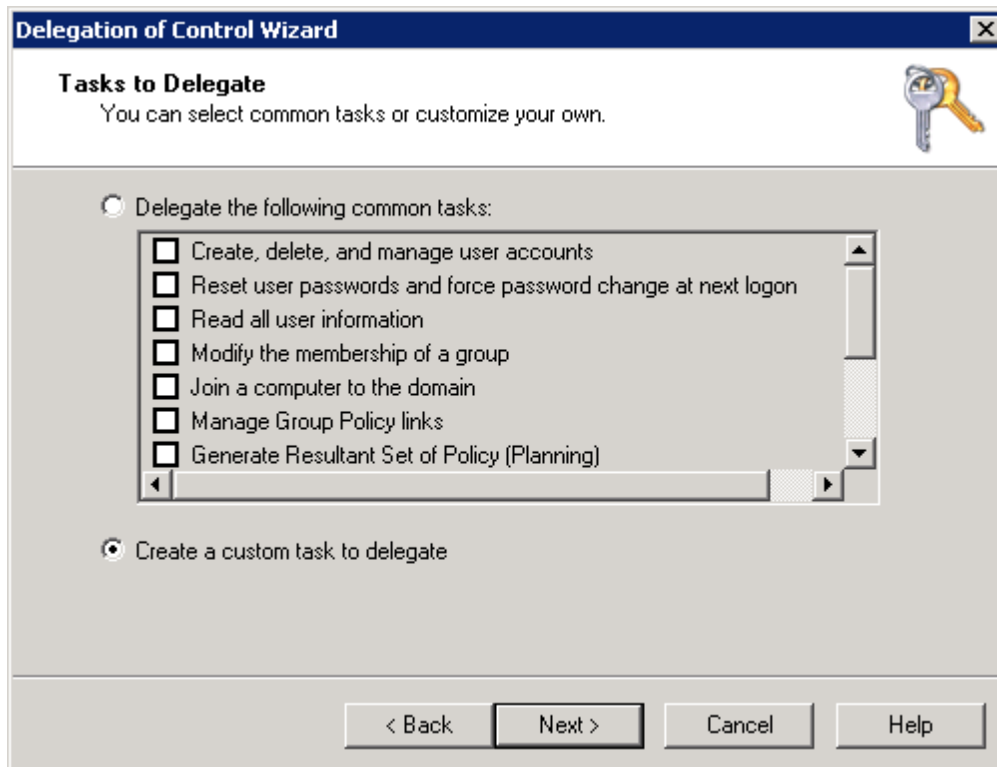 Delegation of Control Wizard
Tasks to Delegate
You can select common tasks or customize your own.
Delegate the following common tasks:
Create, delete, and manage user accounts
Reset user passwords and force password change at next logon
Read all user information
Modify the membership of a group
Join a computer to the domain
Manage Group Policy links
Generate Resultant Set of Policy (Planning)
Create a custom task to delegate
< Back Next > Cancel Help